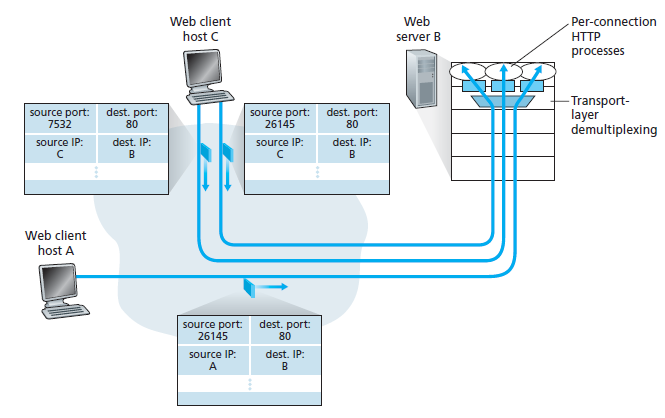 Web client
host C
Web
server B
Per-connection
HTTP
processes
Transport-
layer
demultiplexing
source port:
7532
dest. port:
80
source IP:
C
dest. IP:
B
source port:
26145
dest. port:
80
source IP:
C
dest. IP:
B
Web client
host A
source port:
26145
dest. port:
80
source IP:
A
dest. IP:
B